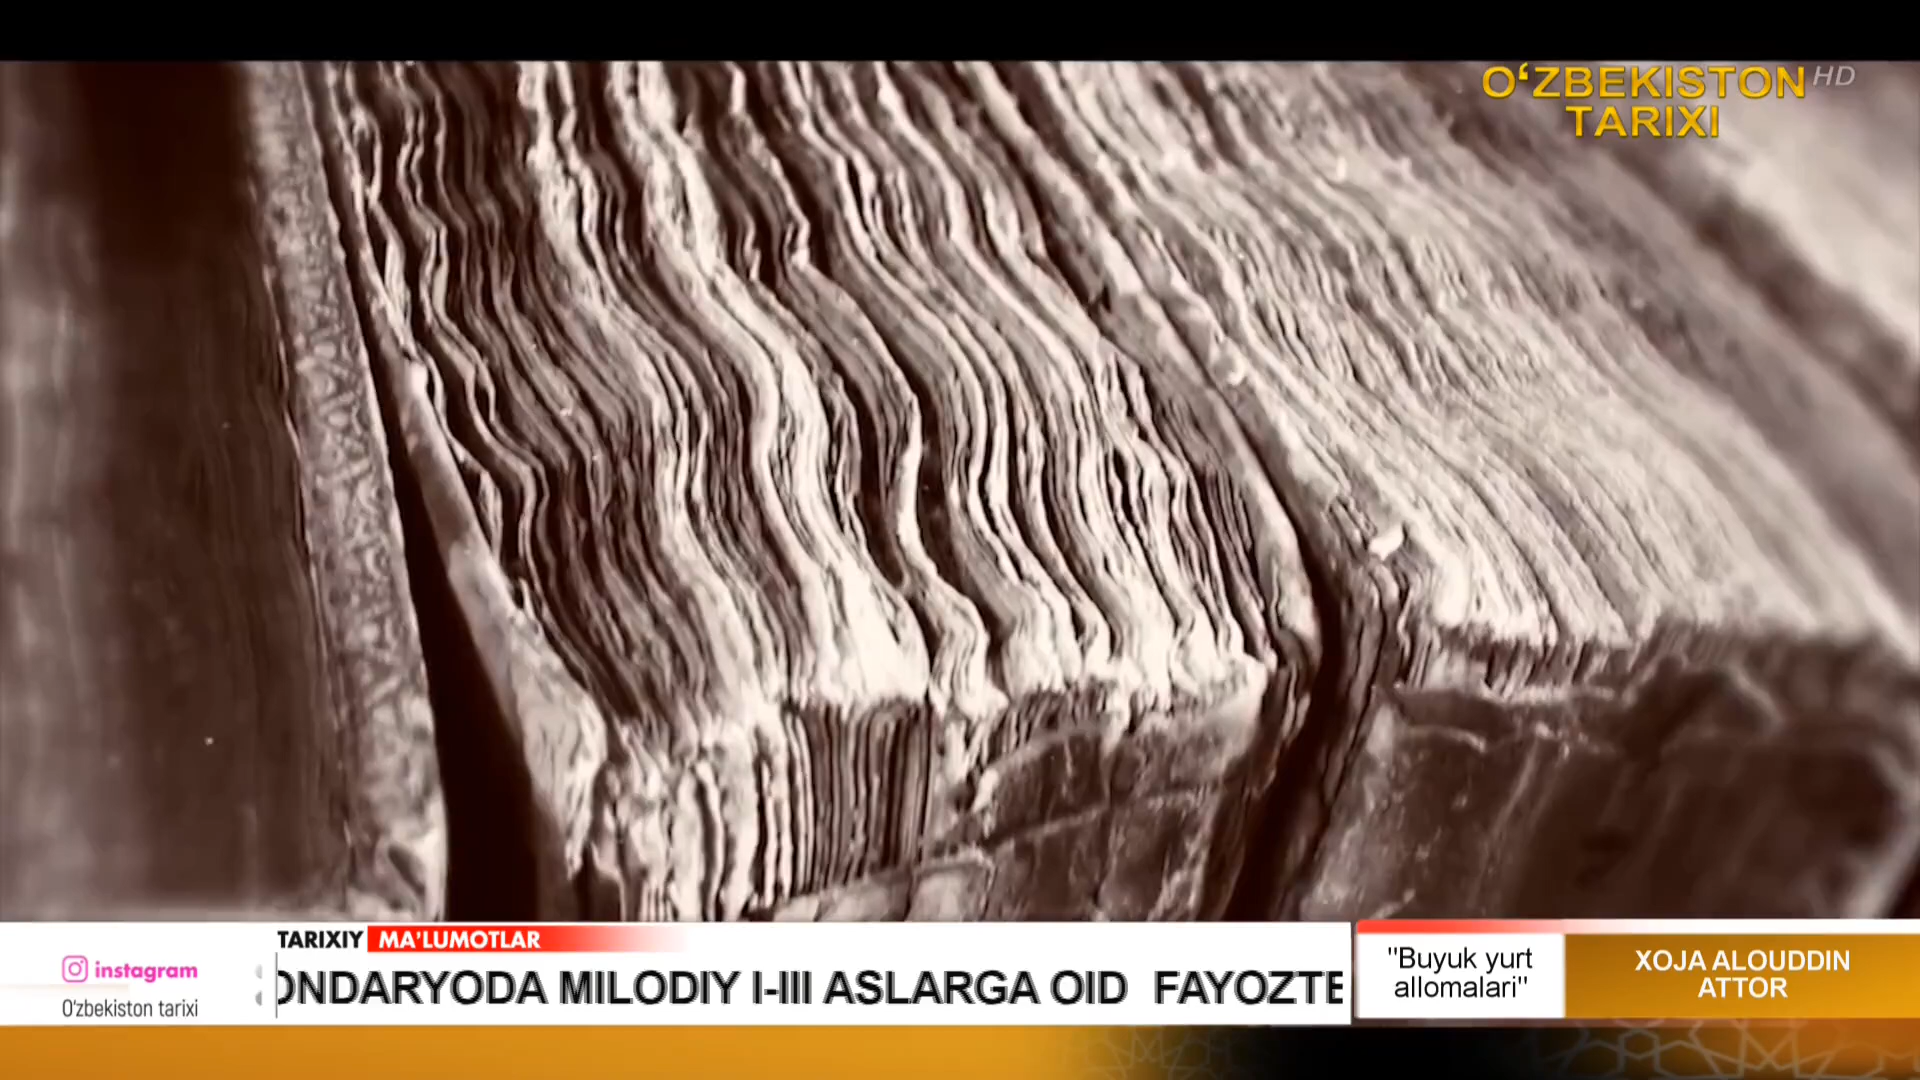 O‘ZBEKISTON HD
TARIXI
TARIXIY MA’LUMOTLAR
instagram
O‘zbekiston tarixi
MILODIY I-III ASLARGA OID
"Buyuk yurt
allomalari"
XOJA ALOUDDIN
ATTOR